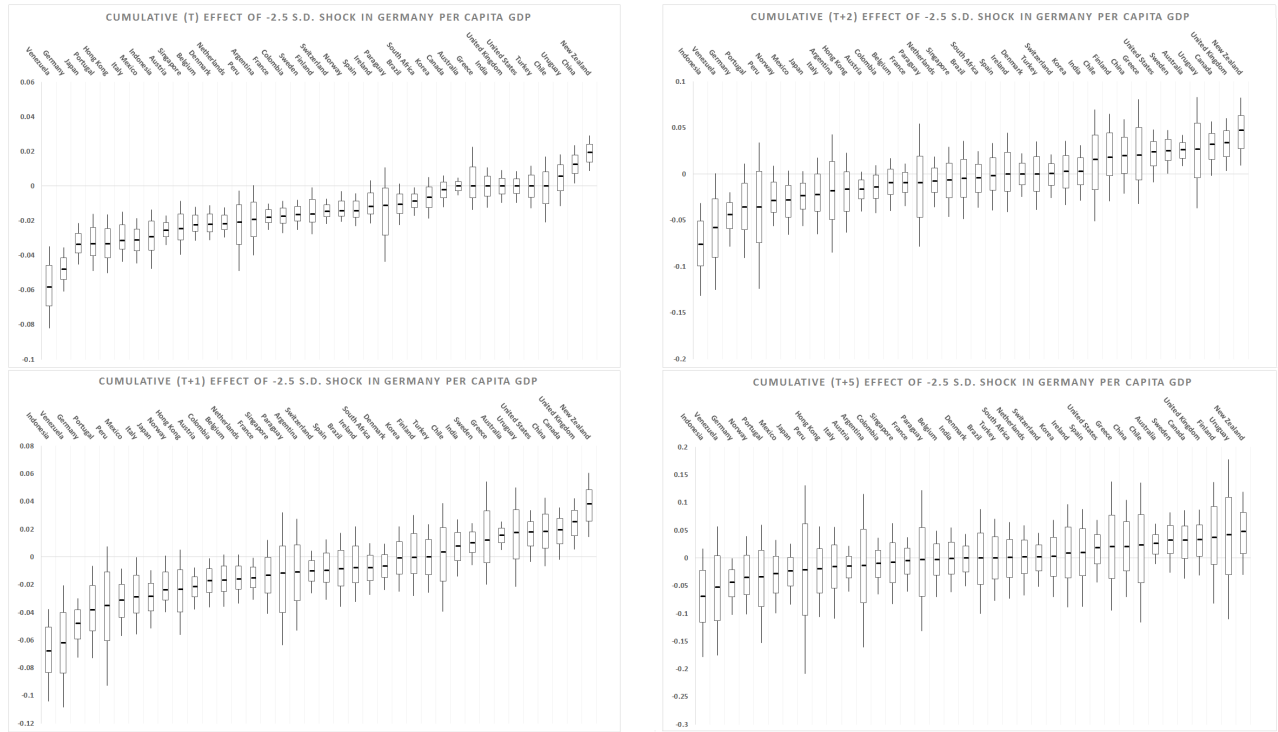 CUMULATIVE (T) EFFECT OF -2.5 S.D. SHOCK IN GERMANY PER CAPITA GDP
Venezuela
Germany
Japan
Portugal
Hong Kong
Italy
Mexico
Indonesia
Austria
Singapore
Belgium
Denmark
Netherlands
Peru
Argentina
France
Colombia
Sweden
Finland
Switzerland
Norway
Spain
Ireland
Paraguay
Brazil
South Africa
Korea
Canada
Australia
Greece
India
United Kingdom
United States
Turkey
Chile
Uruguay
China
New Zealand
0.06
0.04
0.02
0
-0.02
-0.04
-0.06
-0.08
-0.1
CUMULATIVE (T+2) EFFECT OF -2.5 S.D. SHOCK IN GERMANY PER CAPITA GDP
Indonesia
Venezuela
Germany
Portugal
Peru
Norway
Mexico
Japan
Italy
Argentina
Hong Kong
Austria
Colombia
Belgium
France
Paraguay
Netherlands
Singapore
Brazil
South Africa
Spain
Ireland
Denmark
Turkey
Switzerland
Korea
India
Chile
Finland
China
Greece
United States
Sweden
Australia
Uruguay
Canada
United Kingdom
New Zealand
0.1
0.05
0
-0.05
-0.1
-0.15
-0.2
CUMULATIVE (T+1) EFFECT OF -2.5 S.D. SHOCK IN GERMANY PER CAPITA GDP
Indonesia
Venezuela
Germany
Portugal
Peru
Mexico
Italy
Japan
Norway
Hong Kong
Austria
Colombia
Belgium
Netherlands
France
Singapore
Paraguay
Argentina
Switzerland
Spain
Brazil
Ireland
South Africa
Denmark
Korea
Finland
Turkey
Chile
India
Sweden
Greece
Australia
Uruguay
United States
China
Canada
United Kingdom
New Zealand
0.08
0.06
0.04
0.02
0
-0.02
-0.04
-0.06
-0.08
-0.1
-0.12
CUMULATIVE (T+5) EFFECT OF -2.5 S.D. SHOCK IN GERMANY PER CAPITA GDP
Indonesia
Venezuela
Germany
Norway
Portugal
Mexico
Japan
Peru
Hong Kong
Italy
Austria
Argentina
Colombia
Singapore
France
Paraguay
Belgium
India
Denmark
Brazil
Turkey
South Africa
Netherlands
Switzerland
Korea
Ireland
Spain
United States
Greece
China
Chile
Australia
Sweden
Canada
United Kingdom
Finland
Uruguay
New Zealand
0.2
0.15
0.1
0.05
0
-0.05
-0.1
-0.15
-0.2
-0.25
-0.3